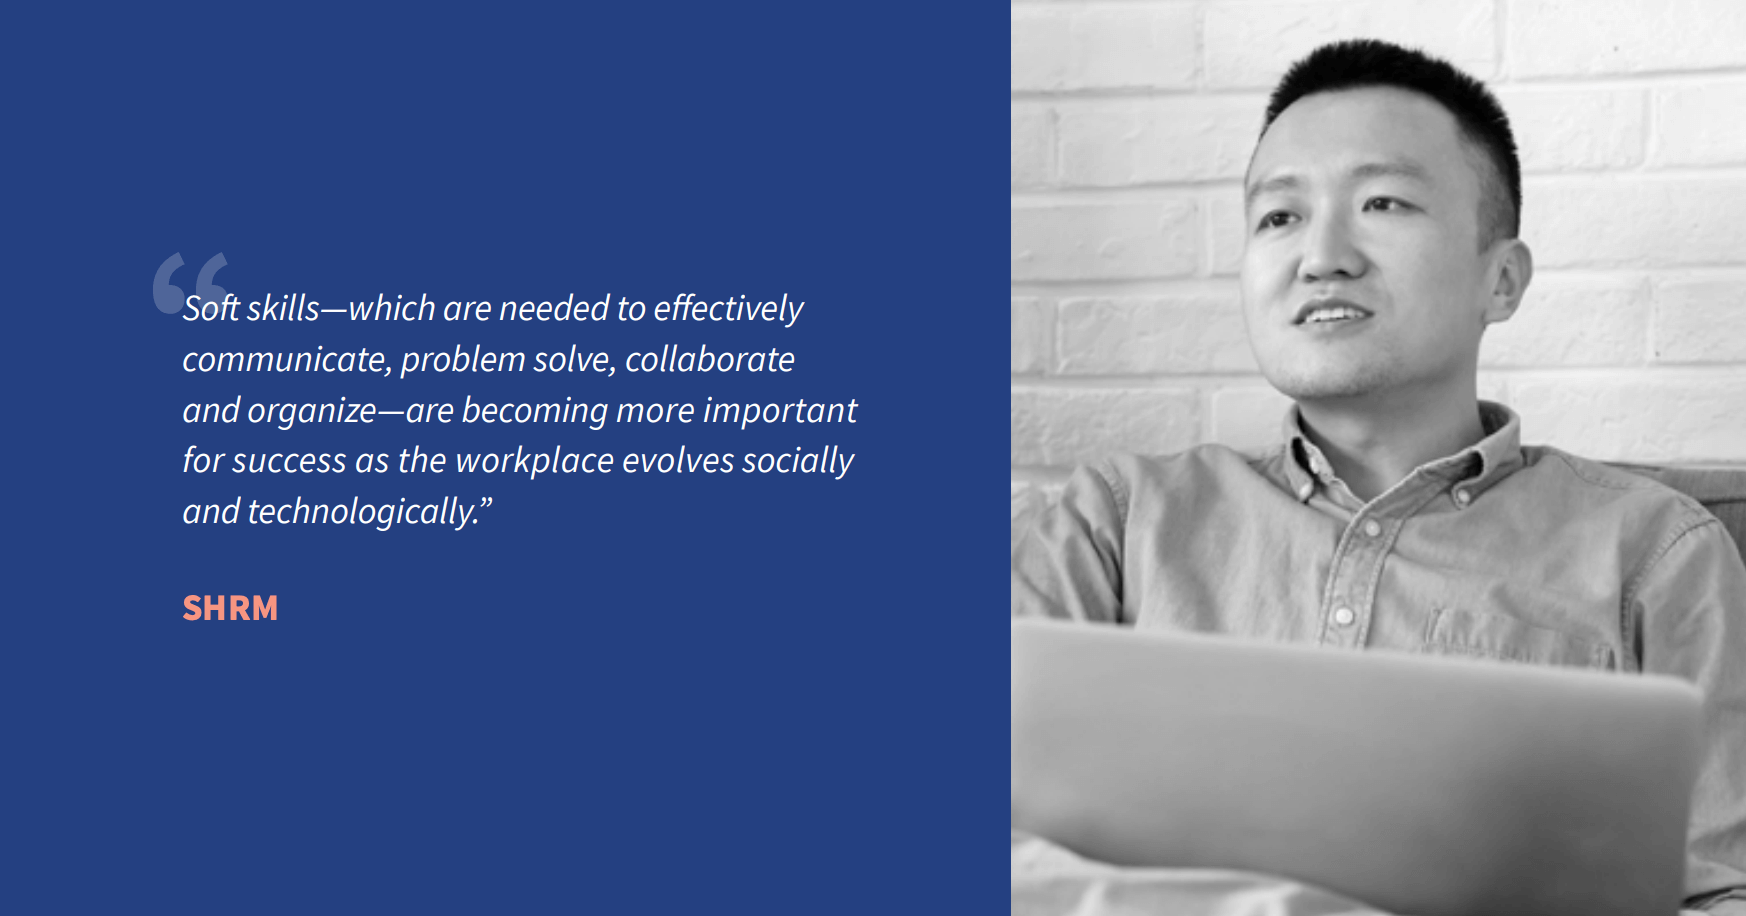 “Soft skills—which are needed to effectively
communicate, problem solve, collaborate
and organize—are becoming more important
for success as the workplace evolves socially
and technologically.”
SHRM